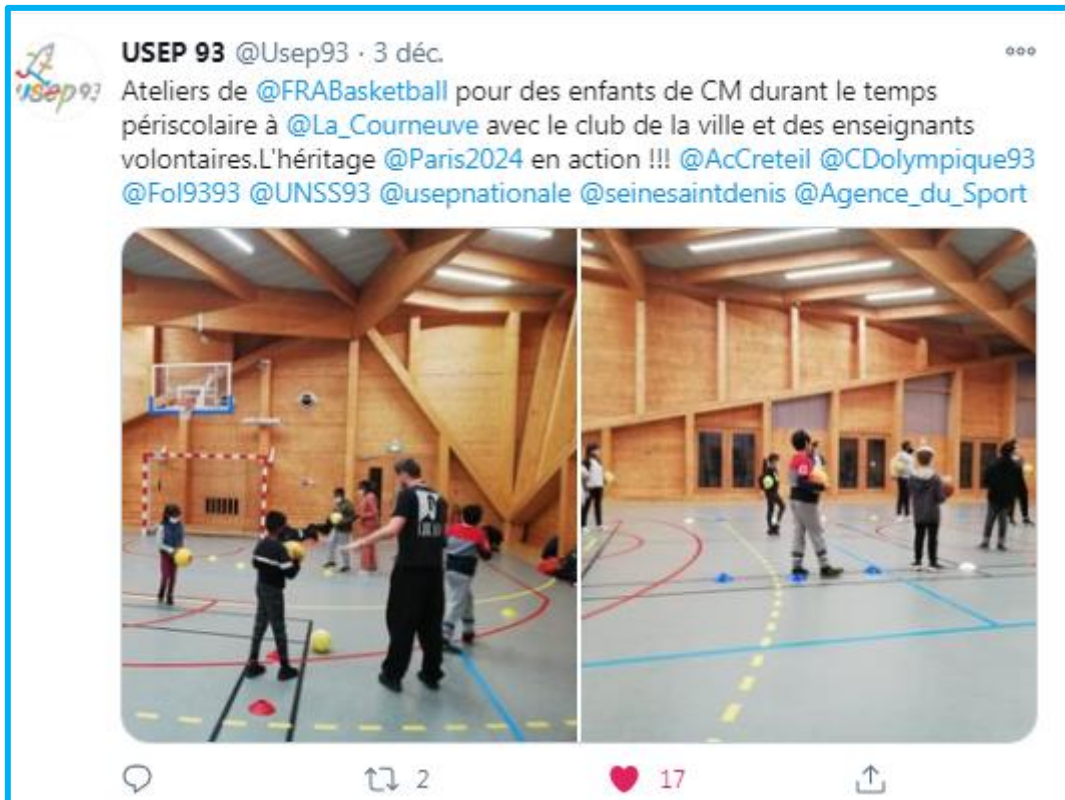 USEP 93 @Usep93 · 3 déc.
usep93
Ateliers de @FRABasketball pour des enfants de CM durant le temps
périscolaire à @La_Courneuve avec le club de la ville et des enseignants
volontaires.L'héritage @Paris2024 en action !!! @AcCreteil @CDolympique93
@Fol9393 @UNSS93 @usepnationale @seinesaintdenis @Agence_du_Sport
2 17